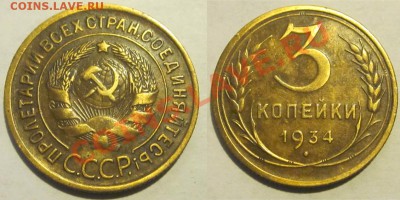 COINS.LAVE.RU
ПРОЛЕТАРИИ ВСЕХ СТРАН, СОЕДИНЯЙТЕСЬ!
С.С.С.Р.
3
КОПЕЙКИ
1934
COINS.LAVE.RU